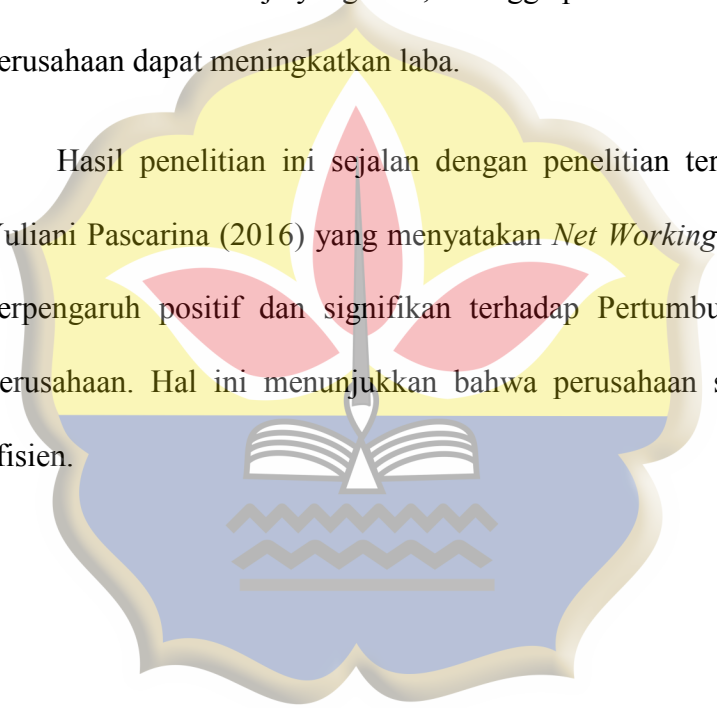 erusahaan dapat meningkatkan laba.
Hasil penelitian ini sejalan dengan penelitian ter
Yuliani Pascarina (2016) yang menyatakan Net Working
erpengaruh positif dan signifikan terhadap Pertumbu
erusahaan. Hal ini menunjukkan bahwa perusahaan s
fisien.